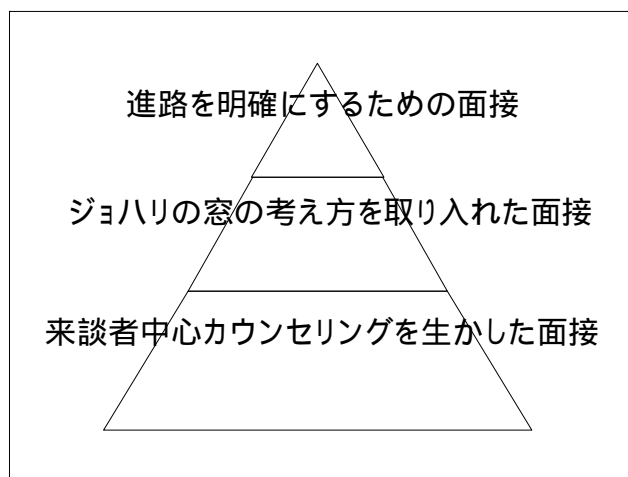 進路を明確にするための面接
ジョハリの窓の考え方を取り入れた面接
来談者中心カウンセリングを生かした面接